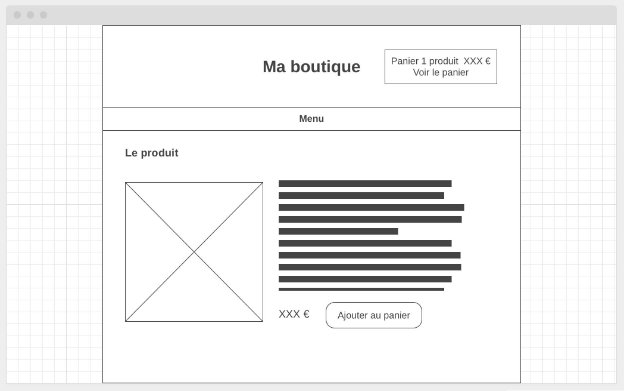 Ma boutique
Panier 1 produit XXX €
Voir le panier
Menu
Le produit
XXX €
Ajouter au panier